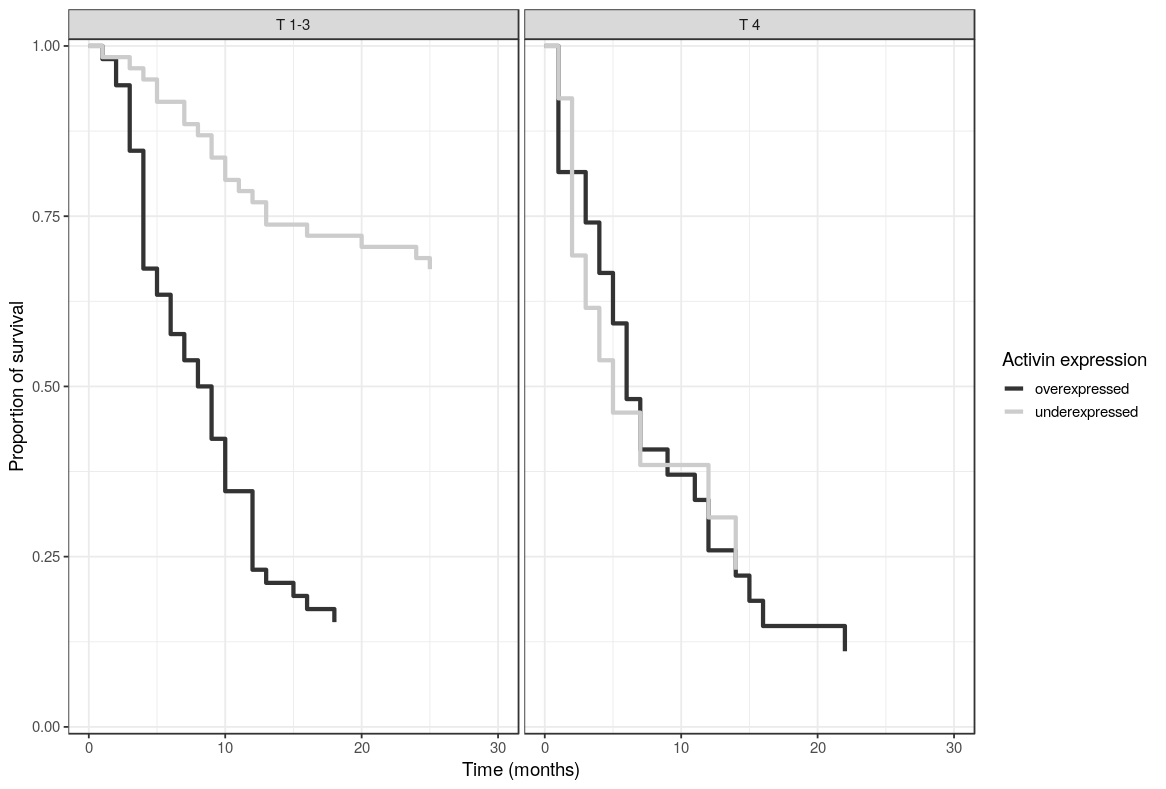 T 1-3
T 4
1.00
0.75
0.50
0.25
0.00
Proportion of survival
0 10 20 30
0 10 20 30
Time (months)
Activin expression
overexpressed
underexpressed